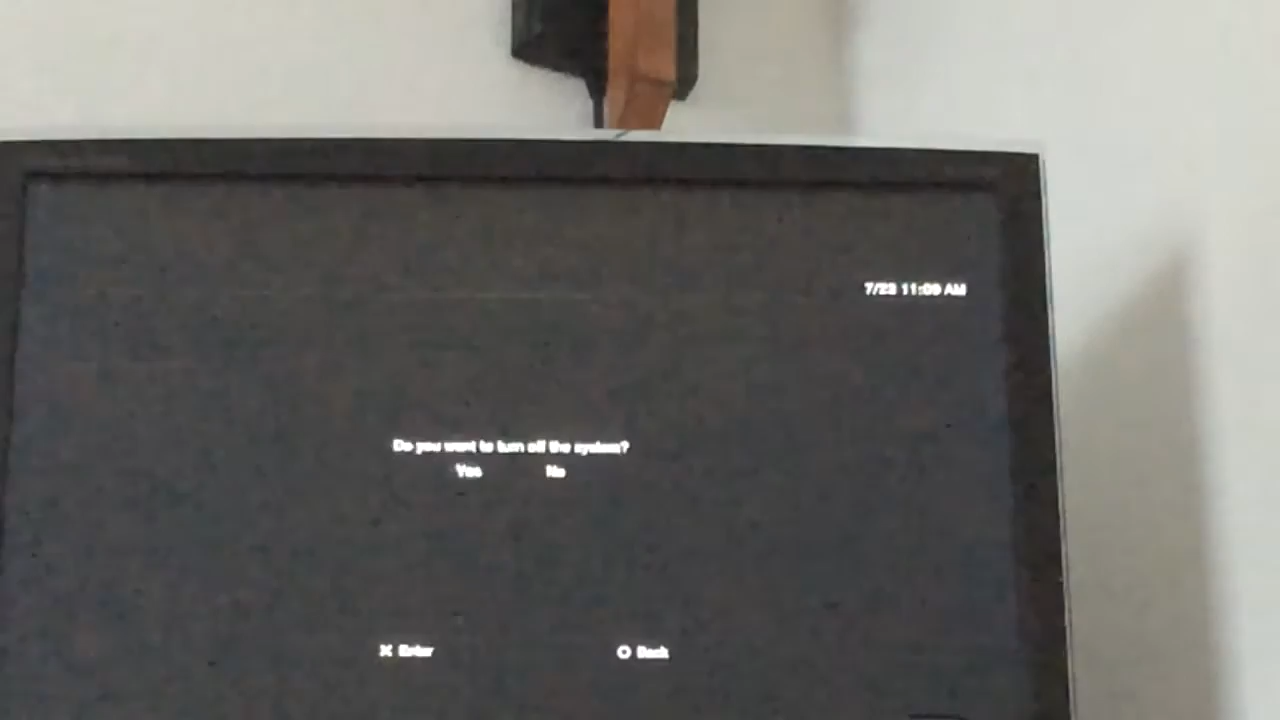 7/23 11:09 AM
Do you want to turn off the system?
Yes No
Enter Back